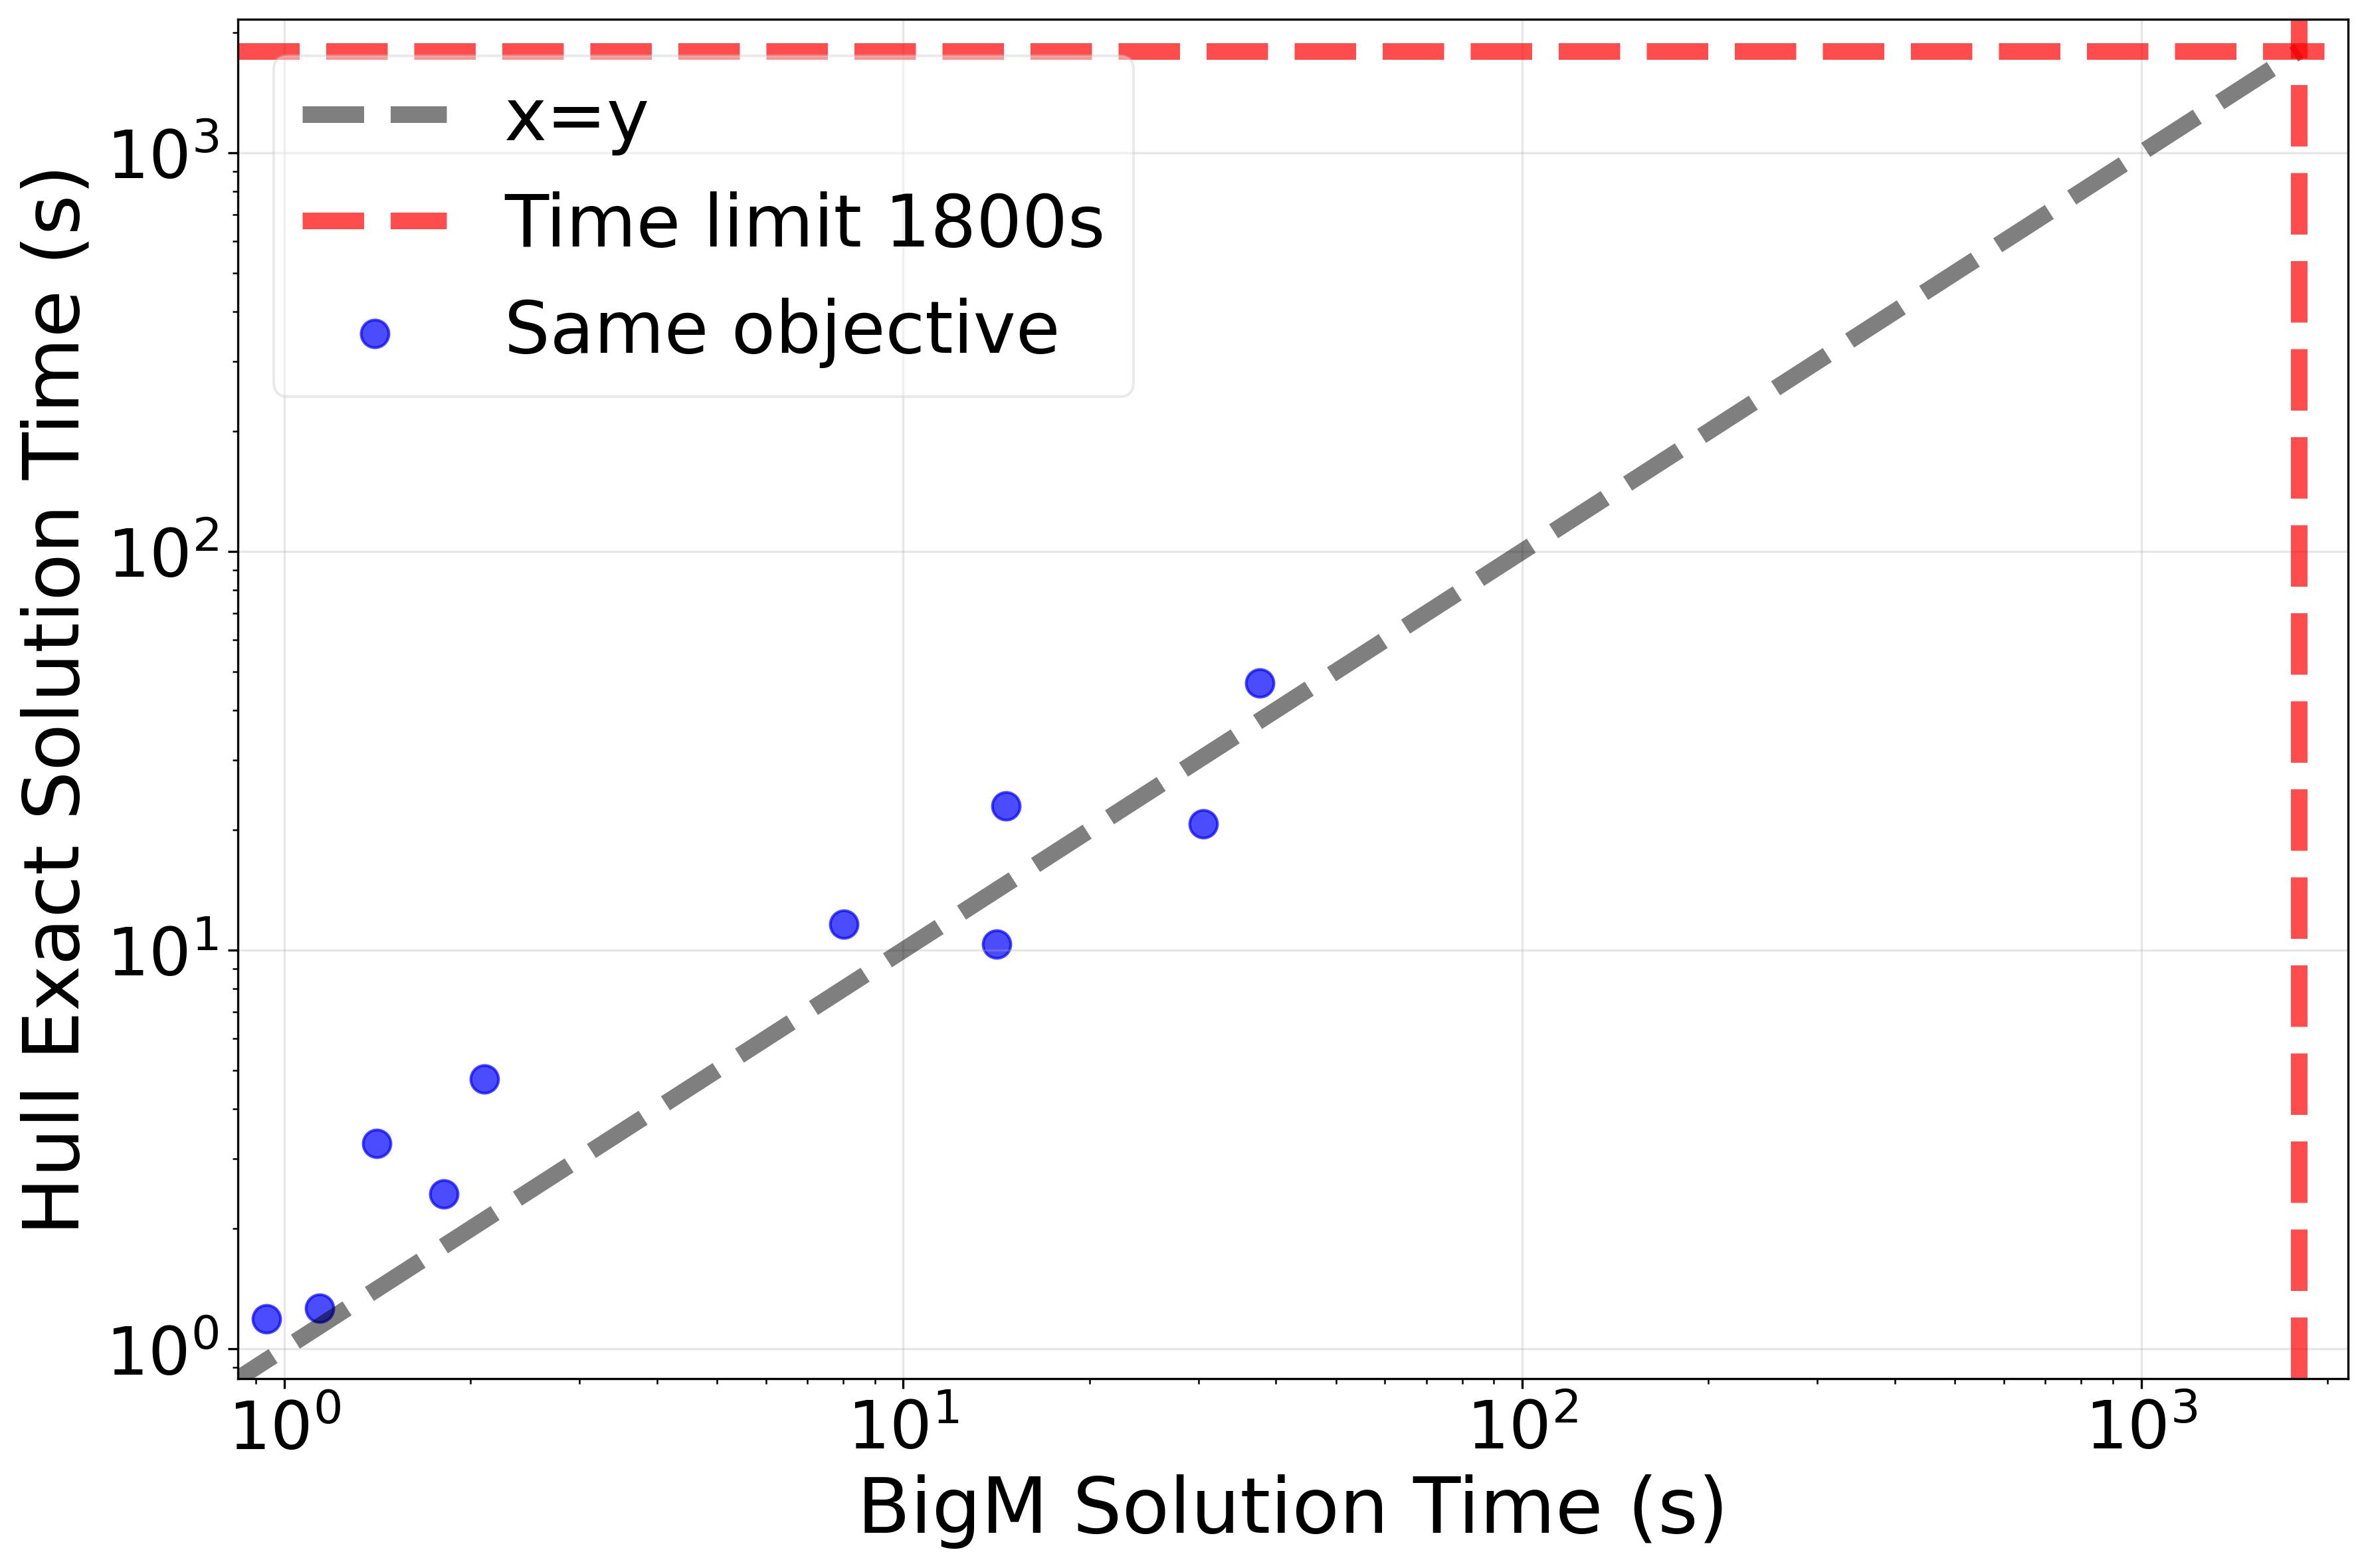 Hull Exact Solution Time (s)
10³
10²
10¹
10⁰
x=y
Time limit 1800s
Same objective
10⁰ 10¹ 10² 10³
BigM Solution Time (s)